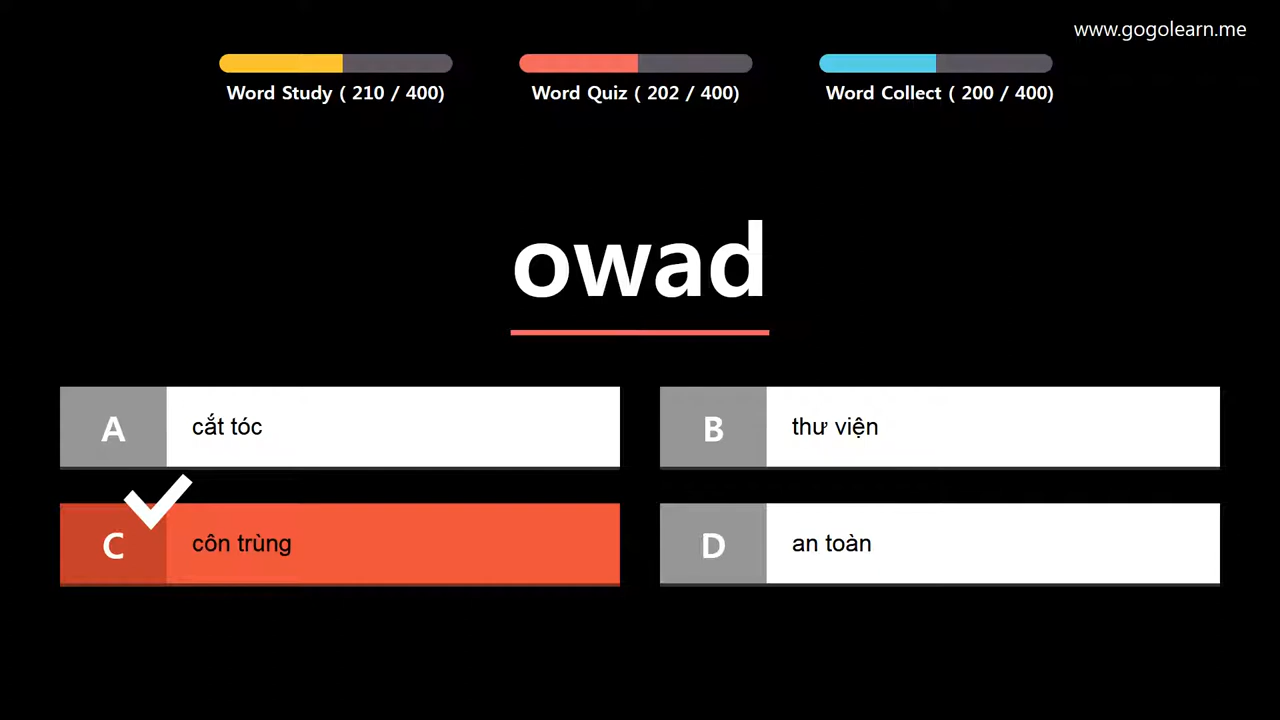 www.gogolearn.me
Word Study ( 210 / 400)
Word Quiz ( 202 / 400)
Word Collect ( 200 / 400)
owad
A
cắt tóc
B
thư viện
C
côn trùng
D
an toàn